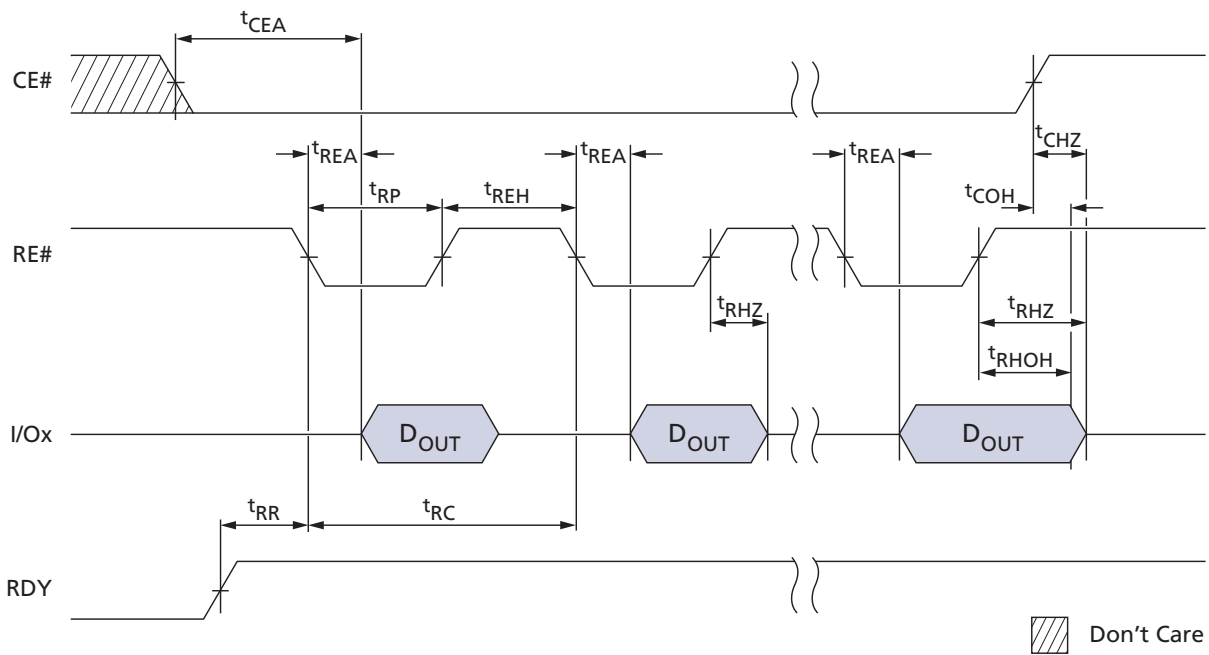 tCEA
CE#
tCHZ
tREA
tREA
tREA
tRP
tREH
tCOH
RE#
tRHZ
tRHZ
tRHOH
I/Ox
DOUT
DOUT
DOUT
tRR
tRC
RDY
Don't Care